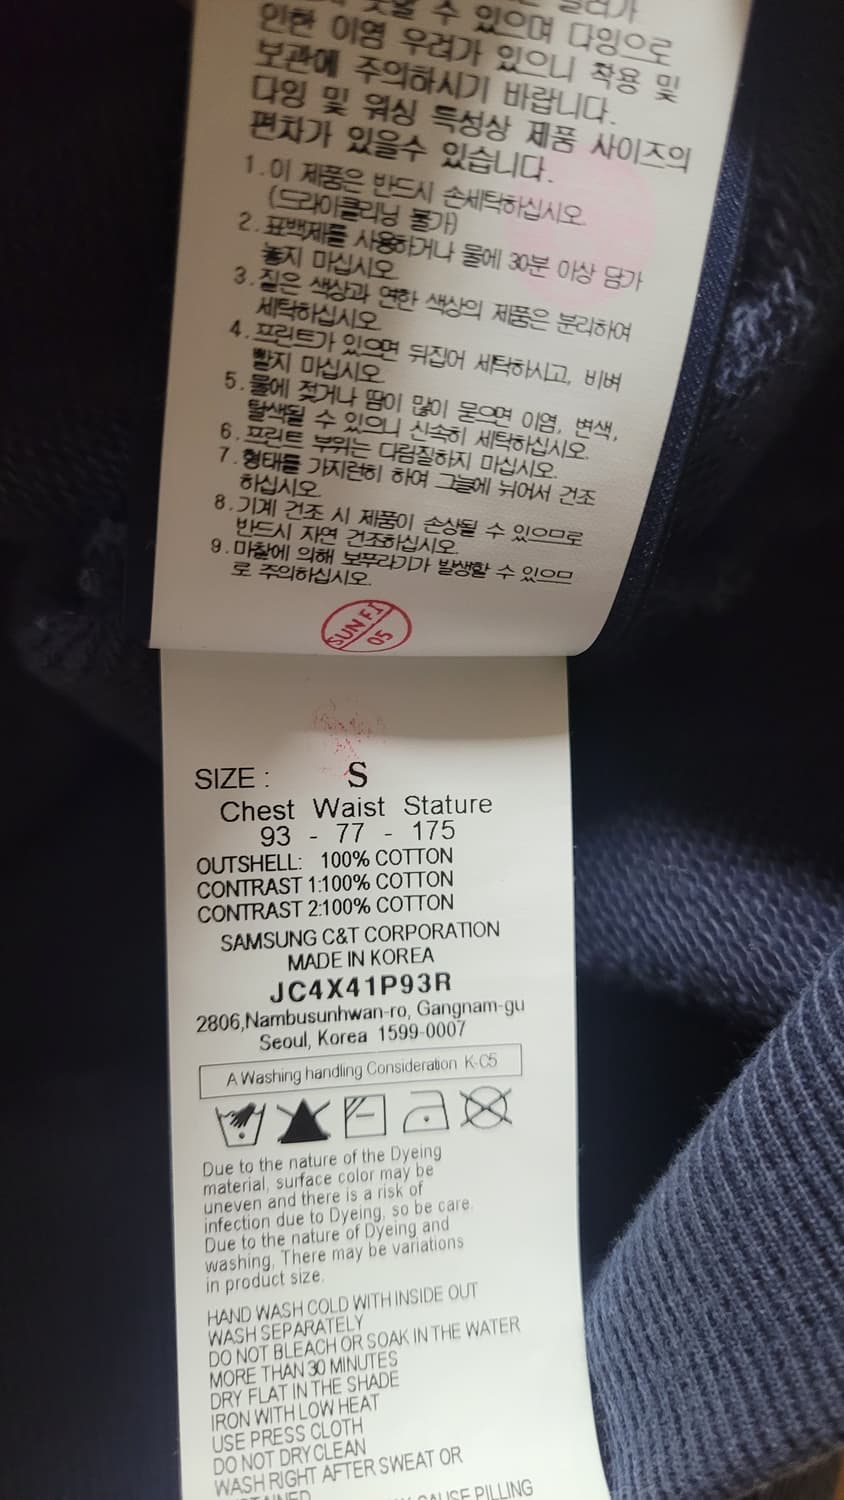 수 있으며 다잉으로
인한 이염 우려가 있으니 착용 및
보관에 주의하시기 바랍니다.
다잉 및 워싱 특성상 제품 사이즈의
편차가 있을수 있습니다.
1.이 제품은 반드시 손세탁하십시오
(드라이클리닝 불가)
2.표백제를 사용하거나 물에 30분 이상 담가
놓지 마십시오
3.짙은 색상과 연한 색상의 제품은 분리하여
세탁하십시오
4.프린트가 있으면 뒤집어 세탁하시고, 비벼
빨지 마십시오
5.물에 젖거나 땀이 많이 묻으면 이염, 변색,
탈색될 수 있으니 신속히 세탁하십시오.
6.프린트 부위는 다림질하지 마십시오.
7.형태를 가지런히 하여 그늘에 뉘어서 건조
하십시오
8.기계 건조 시 제품이 손상될 수 있으므로
반드시 자연 건조하십시오.
9.마찰에 의해 보푸라기가 발생할 수 있으므
로 주의하십시오.
SUN FI
05
SIZE : S
Chest Waist Stature
93 - 77 - 175
OUTSHELL: 100% COTTON
CONTRAST 1:100% COTTON
CONTRAST 2:100% COTTON
SAMSUNG C&T CORPORATION
MADE IN KOREA
JC4X41P93R
2806,Nambusunhwan-ro, Gangnam-gu
Seoul, Korea 1599-0007
A Washing handling Consideration K-C5
Due to the nature of the Dyeing
material, surface color may be
uneven and there is a risk of
infection due to Dyeing, so be care.
Due to the nature of Dyeing and
washing, There may be variations
in product size.
HAND WASH COLD WITH INSIDE OUT
WASH SEPARATELY
DO NOT BLEACH OR SOAK IN THE WATER
MORE THAN 30 MINUTES
DRY FLAT IN THE SHADE
IRON WITH LOW HEAT
USE PRESS CLOTH
DO NOT DRY CLEAN
WASH RIGHT AFTER SWEAT OR
CAUSE PILLING